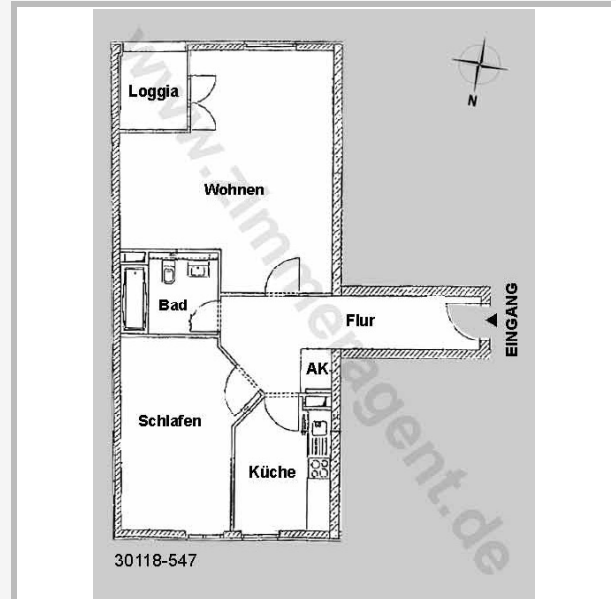 Loggia
N
Wohnen
Bad
Flur
EINGANG
AK
Schlafen
Küche
30118-547
www.zimmeragent.de